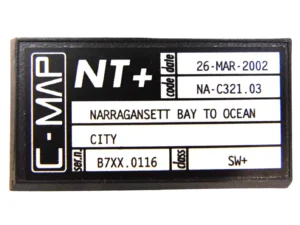 C-MAP
NT+
date 26-MAR-2002
code NA-C321.03
NARRAGANSETT BAY TO OCEAN
CITY
ser.n. B7XX.0116 class SW+